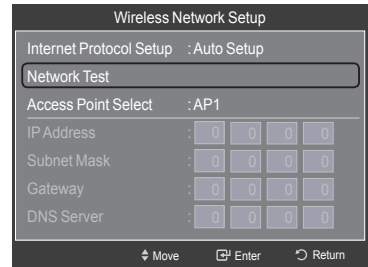 Wireless Network Setup
Internet Protocol Setup : Auto Setup
Network Test
Access Point Select : AP1
IP Address : 0 0 0 0
Subnet Mask : 0 0 0 0
Gateway : 0 0 0 0
DNS Server : 0 0 0 0
Move Enter Return